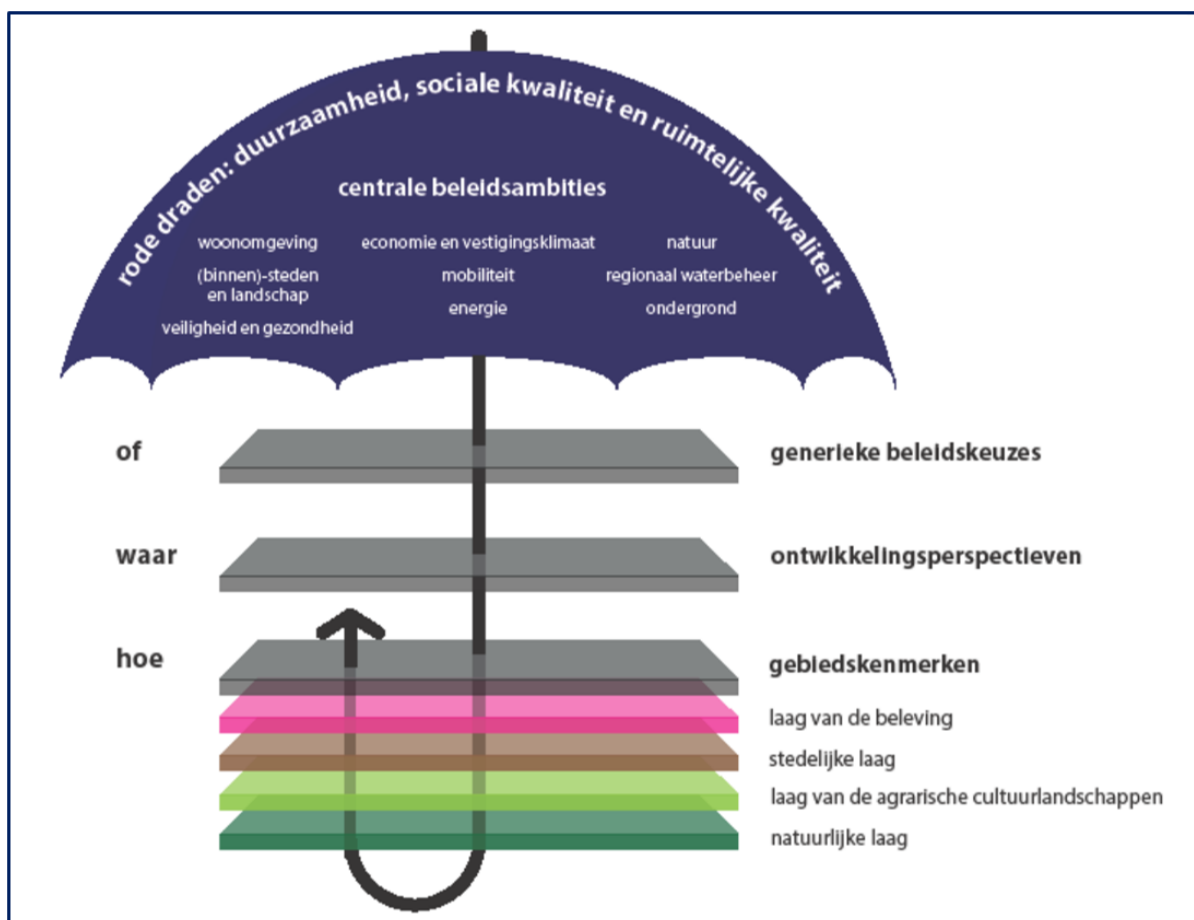 rode draden: duurzaamheid, sociale kwaliteit en ruimtelijke kwaliteit
centrale beleidsambities
woonomgeving
(binnen)-steden
en landschap
veiligheid en gezondheid
economie en vestigingsklimaat
mobiliteit
energie
natuur
regionaal waterbeheer
ondergrond
of
generieke beleidskeuzes
waar
ontwikkelingsperspectieven
hoe
gebiedskenmerken
laag van de beleving
stedelijke laag
laag van de agrarische cultuurlandschappen
natuurlijke laag